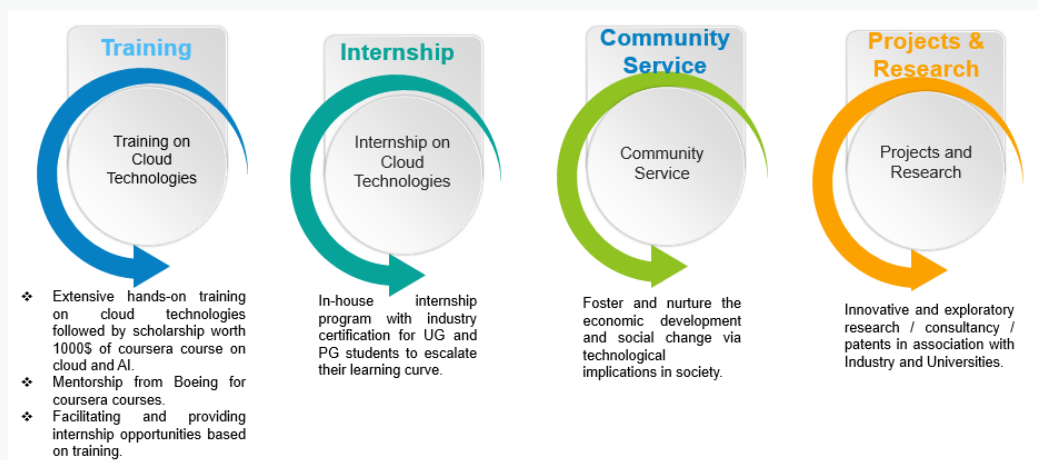 Training
Training on
Cloud
Technologies
❖ Extensive hands-on training
on cloud technologies
followed by scholarship worth
1000$ of coursera course on
cloud and AI.
❖ Mentorship from Boeing for
coursera courses.
❖ Facilitating and providing
internship opportunities based
on training.
Internship
Internship on
Cloud
Technologies
In-house internship
program with industry
certification for UG and
PG students to escalate
their learning curve.
Community
Service
Community
Service
Foster and nurture the
economic development
and social change via
technological
implications in society.
Projects &
Research
Projects and
Research
Innovative and exploratory
research / consultancy /
patents in association with
Industry and Universities.